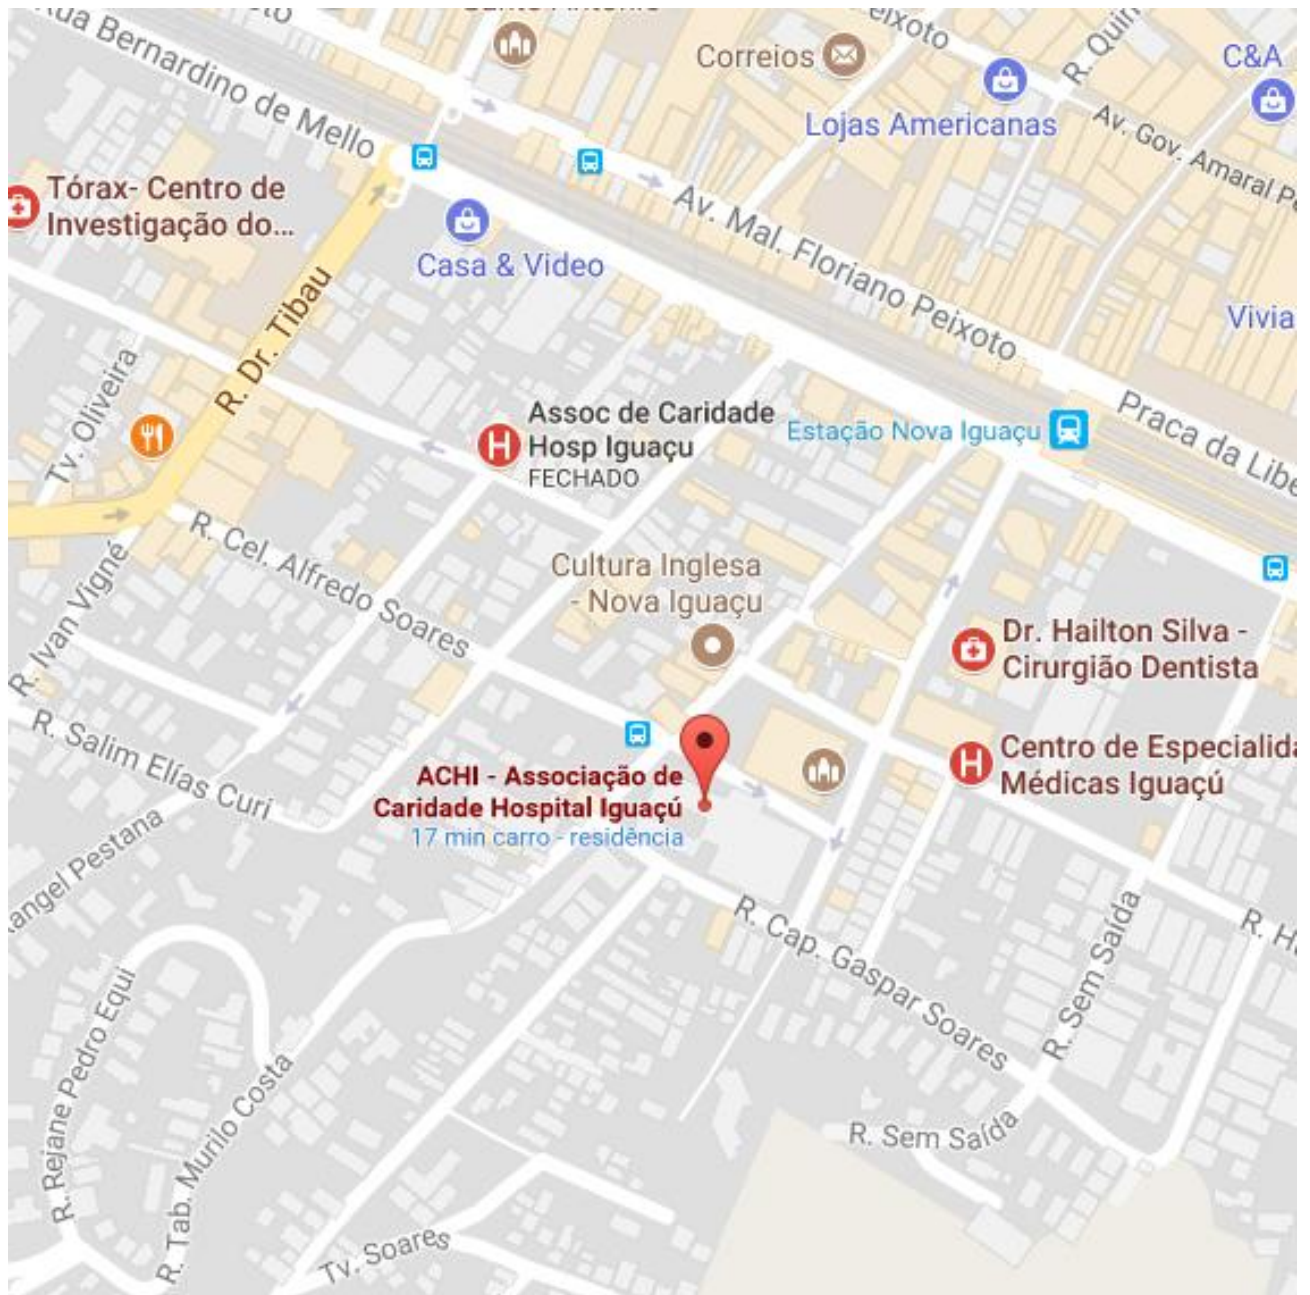 Rua Bernardino de Mello
Peixoto
Correios
R. Quin
C&A
Lojas Americanas
Av. Gov. Amaral Pe
Tórax- Centro de
Investigação do...
Casa & Video
Av. Mal. Floriano Peixoto
Vivia
R. Dr. Tibau
Tv. Oliveira
Assoc de Caridade
Hosp Iguaçu
FECHADO
Estação Nova Iguaçu
Praca da Libe
R. Cel. Alfredo Soares
Cultura Inglesa
- Nova Iguaçu
R. Ivan Vigné
Dr. Hailton Silva -
Cirurgião Dentista
R. Salim Elías Curi
ACHI - Associação de
Caridade Hospital Iguaçú
17 min carro - residência
Centro de Especialida
Médicas Iguaçú
angel Pestana
R. Cap. Gaspar Soares
R. Sem Saída
R. Ha
R. Rejane Pedro Equi
R. Tab. Murilo Costa
R. Sem Saída
Tv. Soares